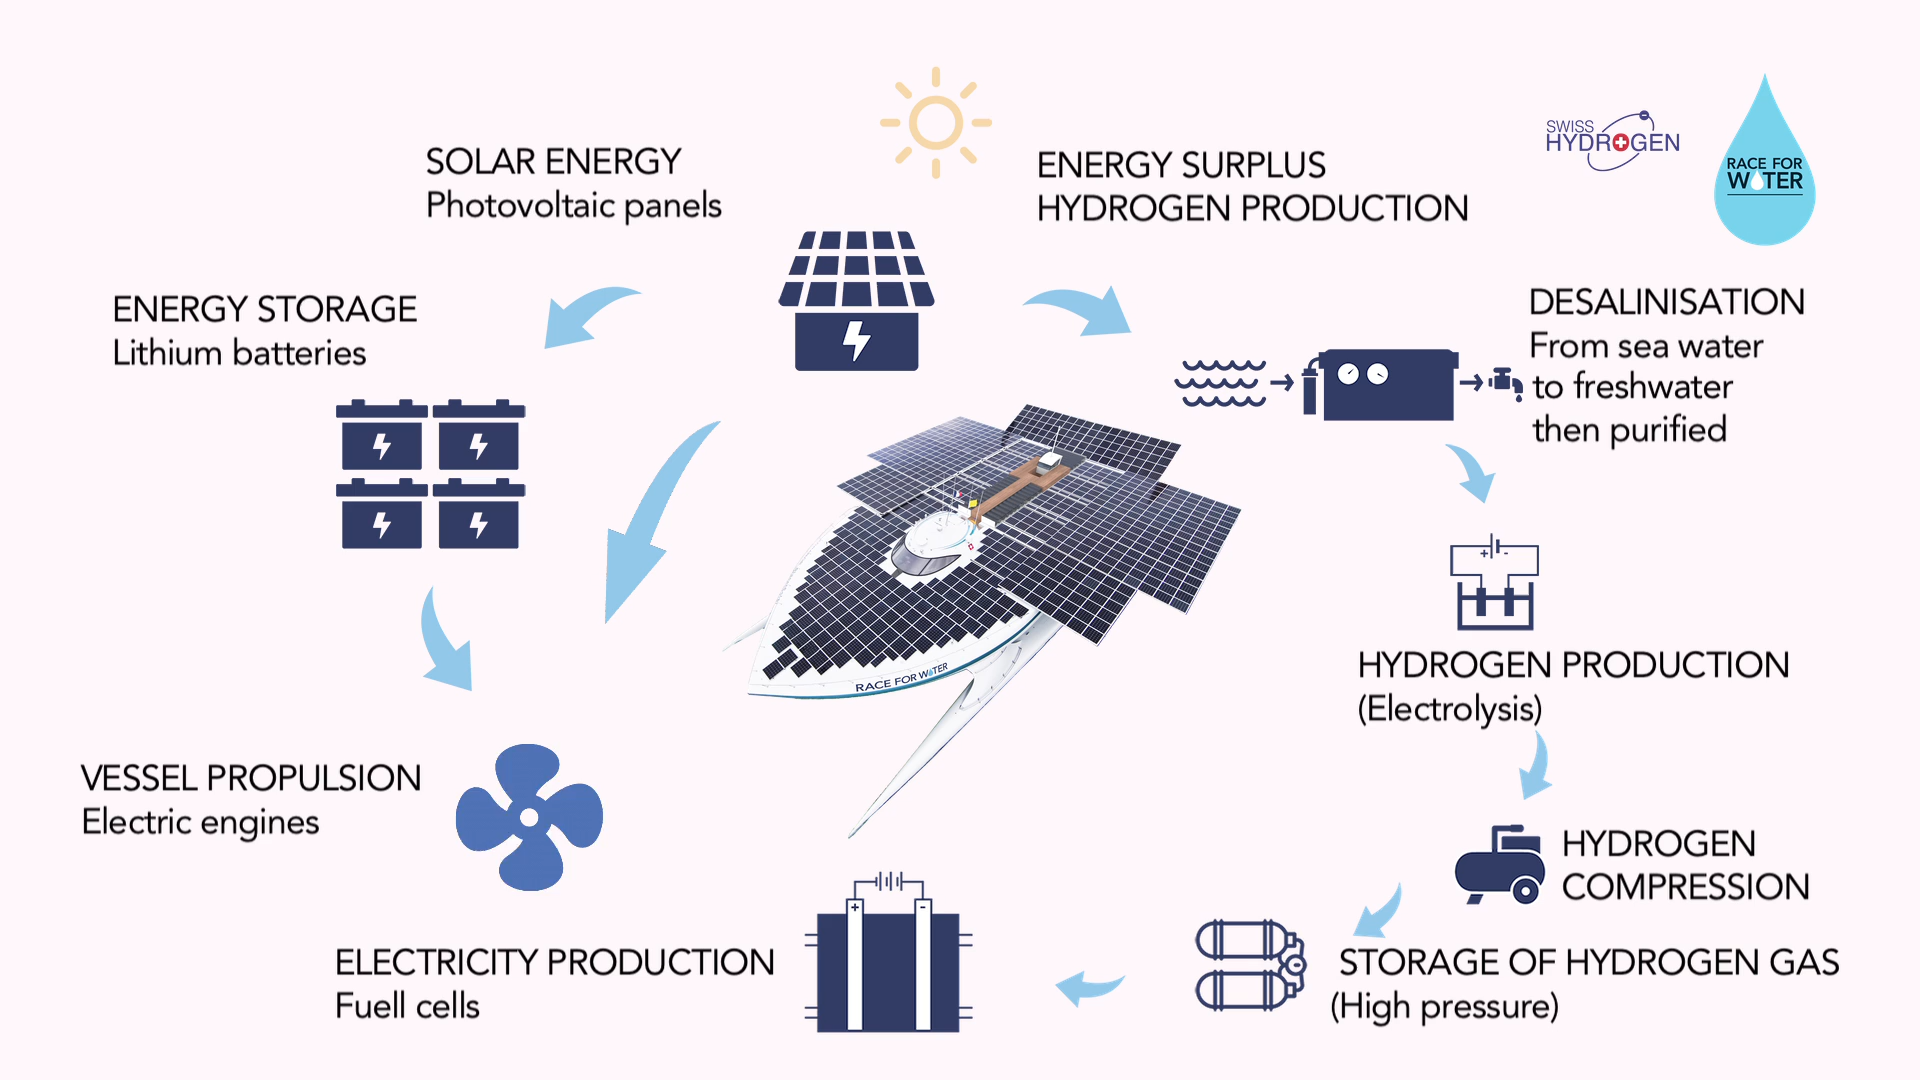 SOLAR ENERGY
Photovoltaic panels
ENERGY SURPLUS
HYDROGEN PRODUCTION
SWISS
HYDROGEN
RACE FOR
WATER
ENERGY STORAGE
Lithium batteries
DESALINISATION
From sea water
to freshwater
then purified
HYDROGEN PRODUCTION
(Electrolysis)
RACE FOR WATER
VESSEL PROPULSION
Electric engines
HYDROGEN
COMPRESSION
ELECTRICITY PRODUCTION
Fuell cells
STORAGE OF HYDROGEN GAS
(High pressure)